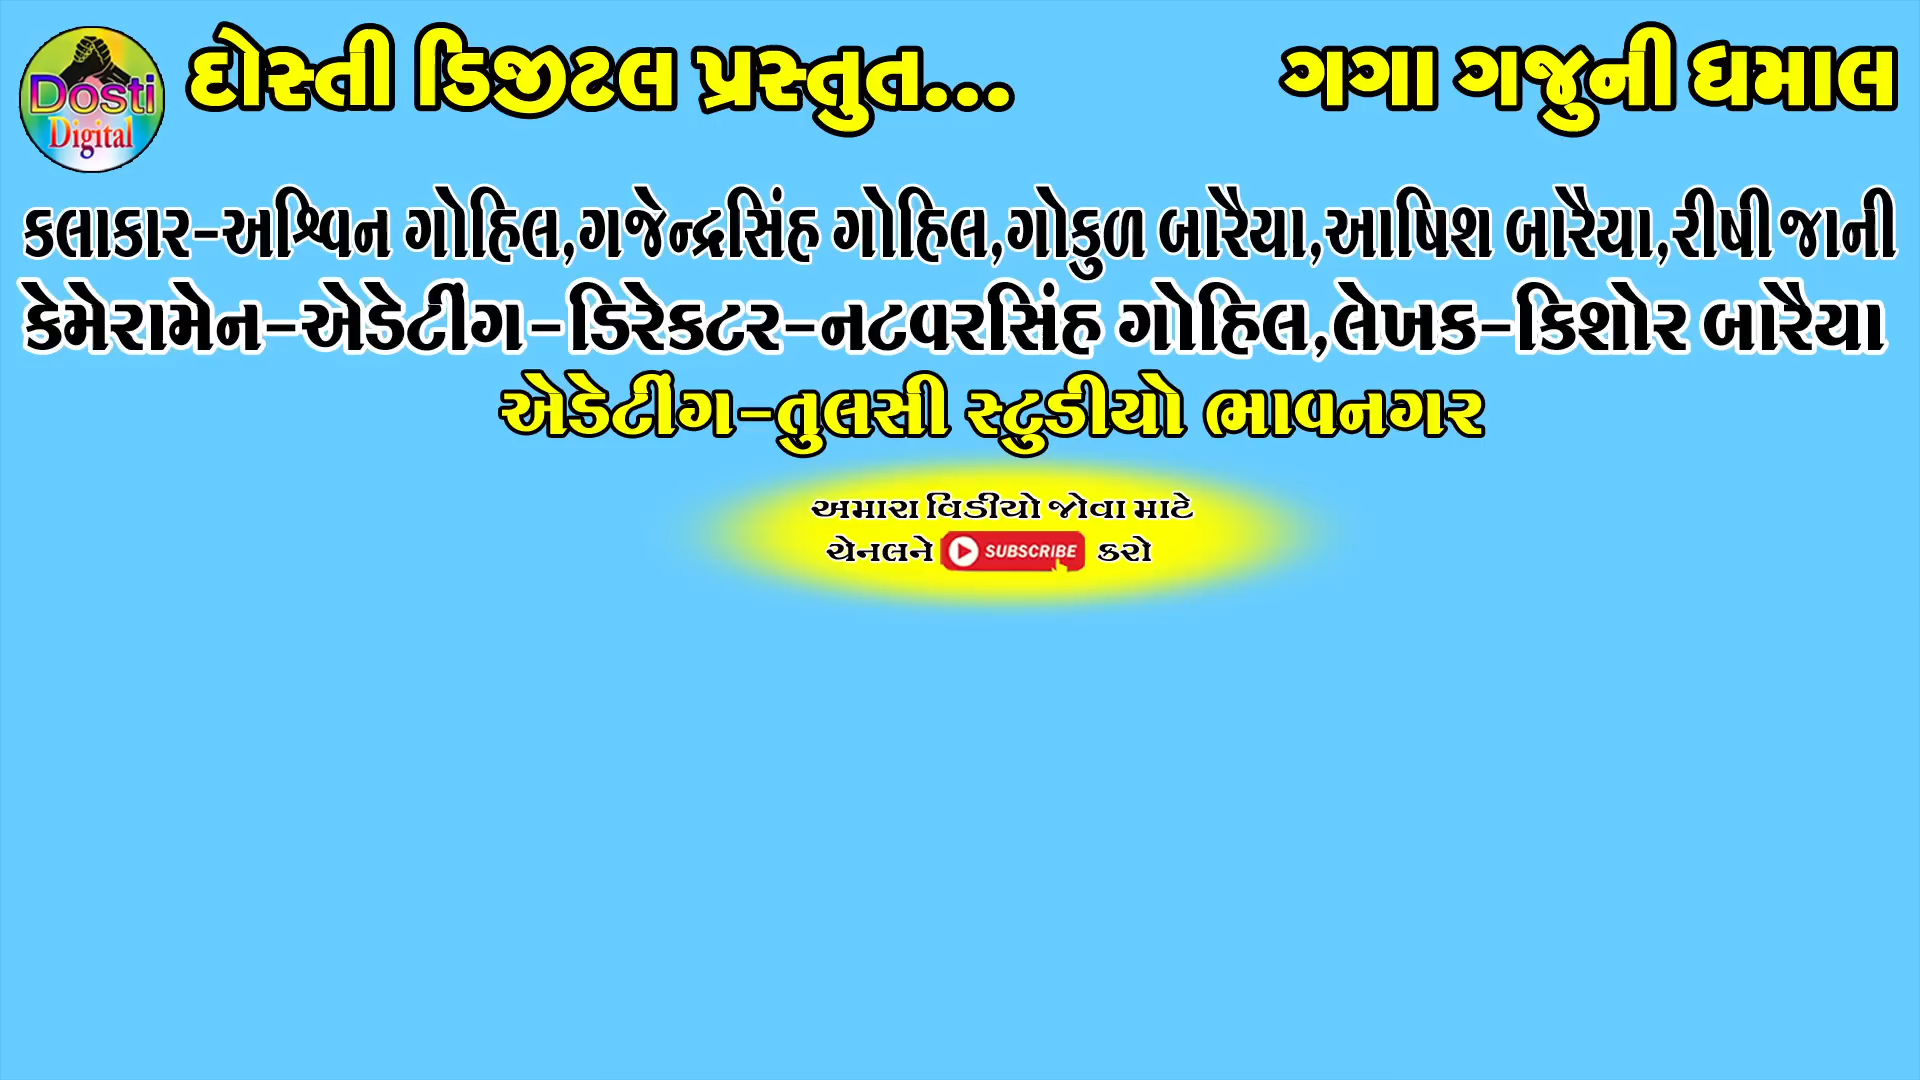 Dosti
Digital
દોસ્તી ડિજીટલ પ્રસ્તુત... ગગા ગજુની ધમાલ
કલાકાર-અશ્વિન ગોહિલ,ગજેન્દ્રસિંહ ગોહિલ,ગોકુળ બારૈયા,આષિશ બારૈયા,રીષી જાની
કેમેરામેન-એડેટીંગ-ડિરેકટર-નટવરસિંહ ગોહિલ,લેખક-કિશોર બારૈયા
એડેટીંગ-તુલસી સ્ટુડીયો ભાવનગર
અમારા વિડીયો જોવા માટે
ચેનલને SUBSCRIBE કરો